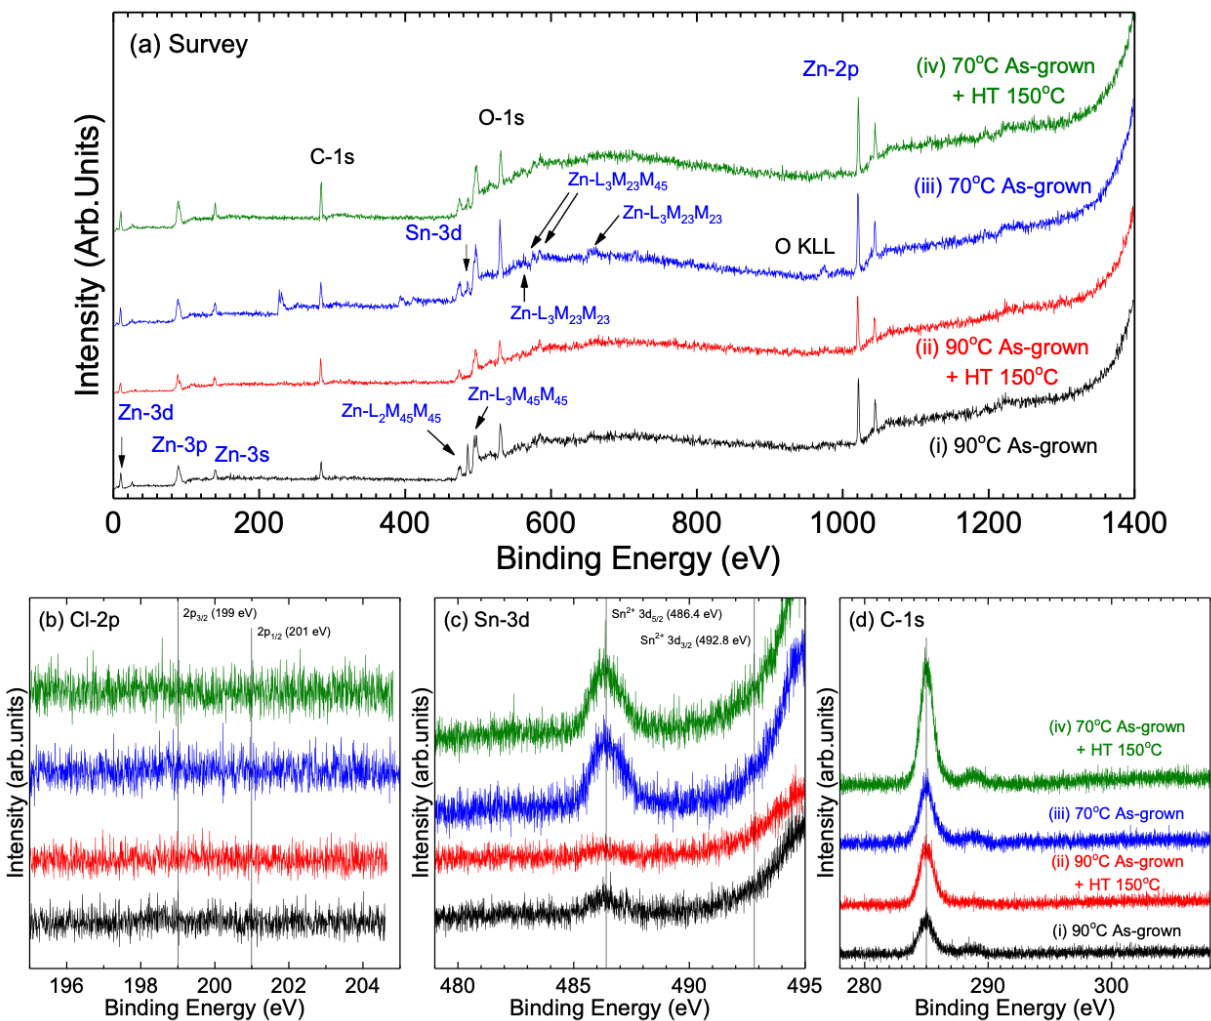 (a) Survey
Intensity (Arb.Units)
Zn-2p
(iv) 70°C As-grown
+ HT 150°C
O-1s
C-1s
Zn-L₃M₂₃M₄₅
(iii) 70°C As-grown
Zn-L₃M₂₃M₂₃
Sn-3d
O KLL
Zn-L₃M₂₃M₂₃
(ii) 90°C As-grown
+ HT 150°C
Zn-L₃M₄₅M₄₅
Zn-L₂M₄₅M₄₅
Zn-3d
Zn-3p
Zn-3s
(i) 90°C As-grown
0 200 400 600 800 1000 1200 1400
Binding Energy (eV)
(b) Cl-2p
2p₃/₂ (199 eV)
2p₁/₂ (201 eV)
Intensity (arb.units)
196 198 200 202 204
Binding Energy (eV)
(c) Sn-3d
Sn²⁺ 3d₅/₂ (486.4 eV)
Sn²⁺ 3d₃/₂ (492.8 eV)
Intensity (arb.units)
480 485 490 495
Binding Energy (eV)
(d) C-1s
Intensity (arb.units)
(iv) 70°C As-grown
+ HT 150°C
(iii) 70°C As-grown
(ii) 90°C As-grown
+ HT 150°C
(i) 90°C As-grown
280 290 300
Binding Energy (eV)